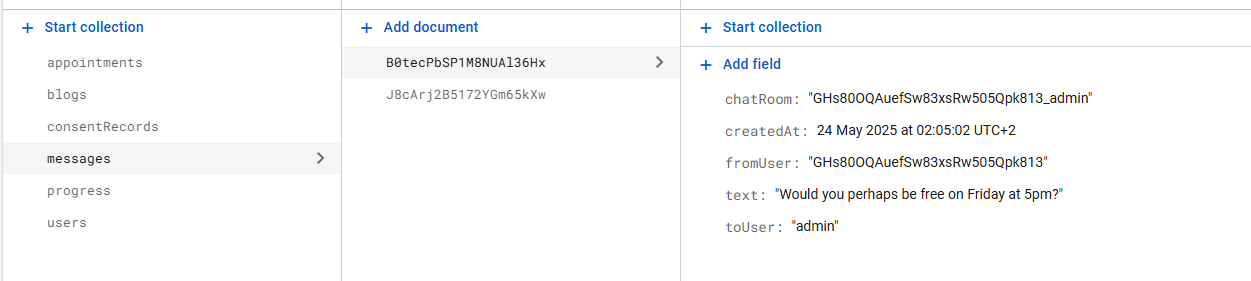 Start collection
appointments
blogs
consentRecords
messages
progress
users
Add document
B0tecPbSP1M8NUAl36Hx
J8cArj2B5172YGm65kXw
Start collection
Add field
chatRoom: "GHs80OQAuefSw83xsRw505Qpk813_admin"
createdAt: 24 May 2025 at 02:05:02 UTC+2
fromUser: "GHs80OQAuefSw83xsRw505Qpk813"
text: "Would you perhaps be free on Friday at 5pm?"
toUser: "admin"